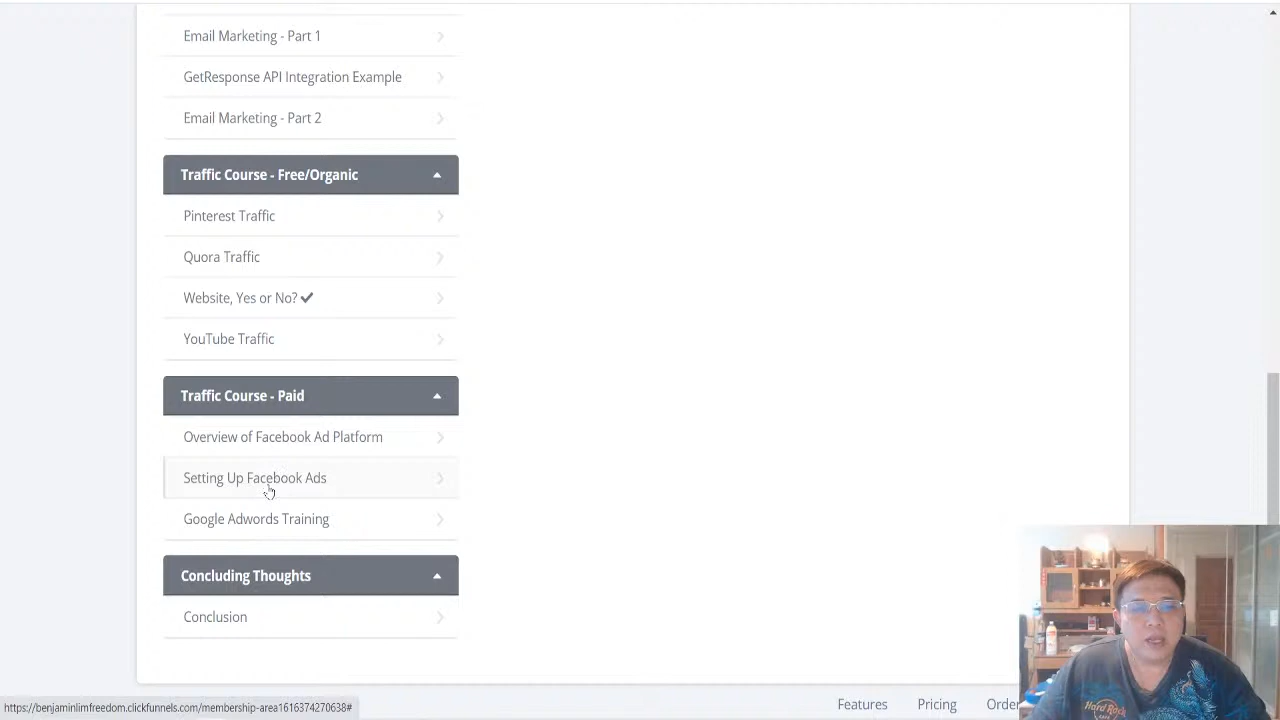 Email Marketing - Part 1
GetResponse API Integration Example
Email Marketing - Part 2
Traffic Course - Free/Organic
Pinterest Traffic
Quora Traffic
Website, Yes or No? ✔
YouTube Traffic
Traffic Course - Paid
Overview of Facebook Ad Platform
Setting Up Facebook Ads
Google Adwords Training
Concluding Thoughts
Conclusion
Features Pricing Order
https://benjaminlimfreedom.clickfunnels.com/membership-area1616374270638#
Hard Rock